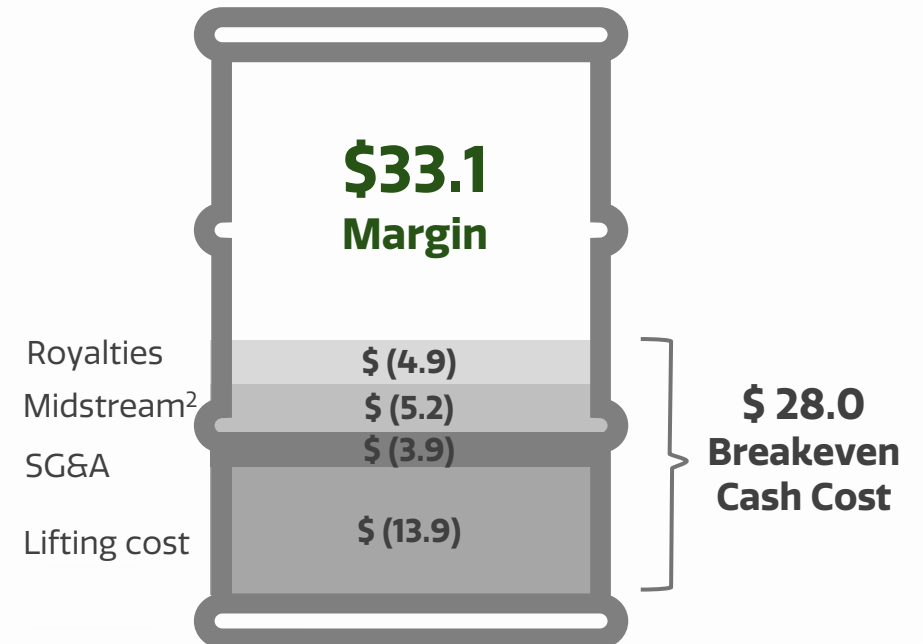 $33.1
Margin
Royalties
$ (4.9)
Midstream²
$ (5.2)
SG&A
$ (3.9)
Lifting cost
$ (13.9)
$ 28.0
Breakeven
Cash Cost